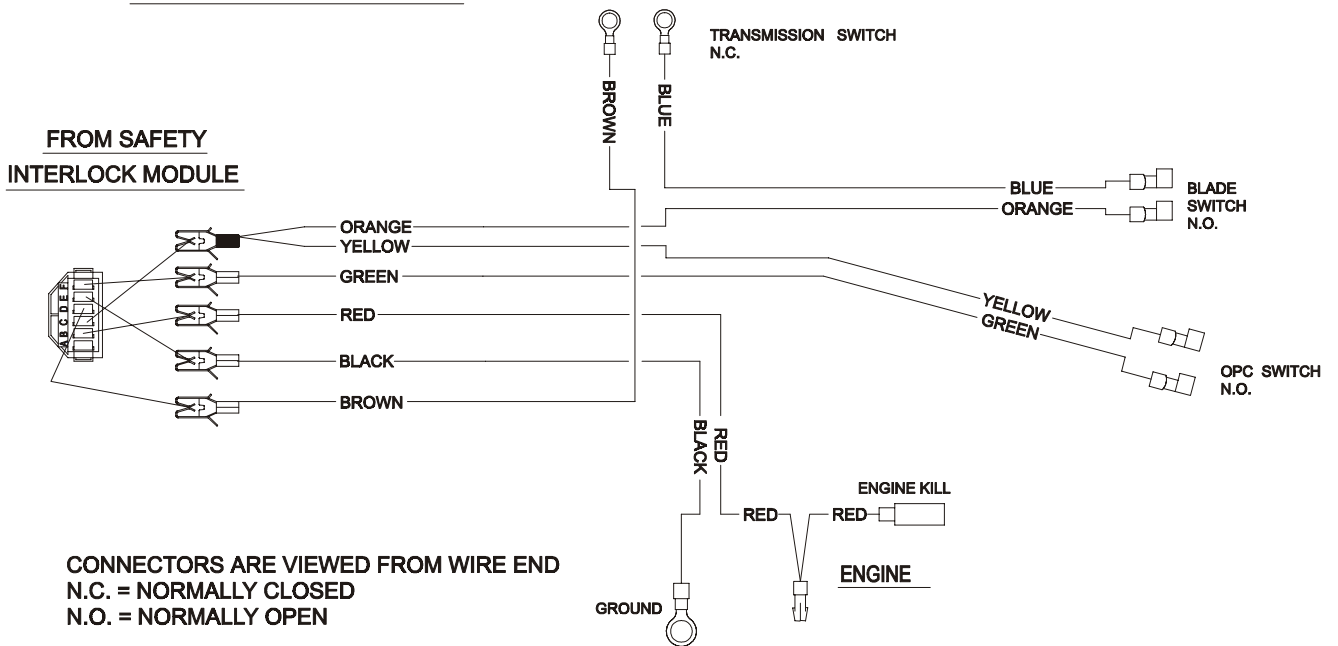 TRANSMISSION SWITCH
N.C.
BROWN
BLUE
FROM SAFETY
INTERLOCK MODULE
BLUE
ORANGE
BLADE
SWITCH
N.O.
ORANGE
YELLOW
GREEN
RED
BLACK
BROWN
F
E
D
C
B
A
YELLOW
GREEN
OPC SWITCH
N.O.
BLACK
RED
ENGINE KILL
RED
RED
ENGINE
GROUND
CONNECTORS ARE VIEWED FROM WIRE END
N.C. = NORMALLY CLOSED
N.O. = NORMALLY OPEN